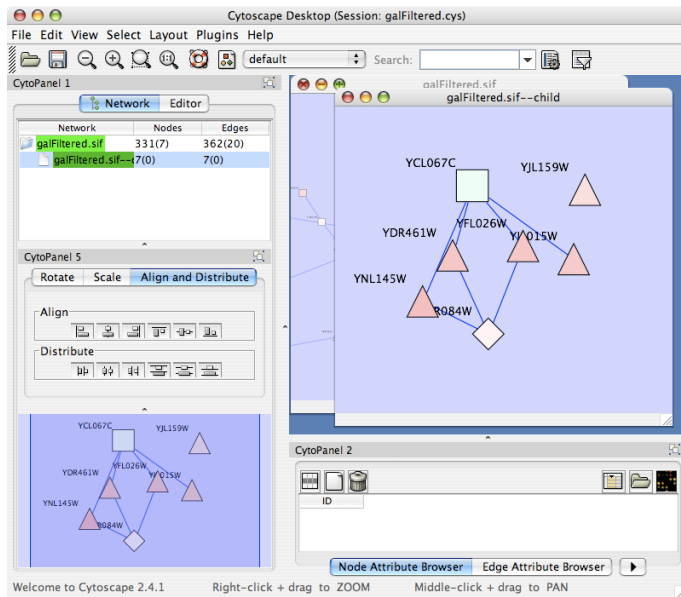 Cytoscape Desktop (Session: galFiltered.cys)
File Edit View Select Layout Plugins Help
default
Search:
CytoPanel 1
Network Editor
Network Nodes Edges
galFiltered.sif 331(7) 362(20)
galFiltered.sif-- 7(0) 7(0)
CytoPanel 5
Rotate Scale Align and Distribute
Align
Distribute
YCL067C
YJL159W
YDR461W
YFL026W
015W
YNL145W
R084W
galFiltered.sif
galFiltered.sif--child
YCL067C
YJL159W
YDR461W
YFL026W
015W
YNL145W
R084W
CytoPanel 2
ID
Node Attribute Browser Edge Attribute Browser
Welcome to Cytoscape 2.4.1 Right-click + drag to ZOOM Middle-click + drag to PAN